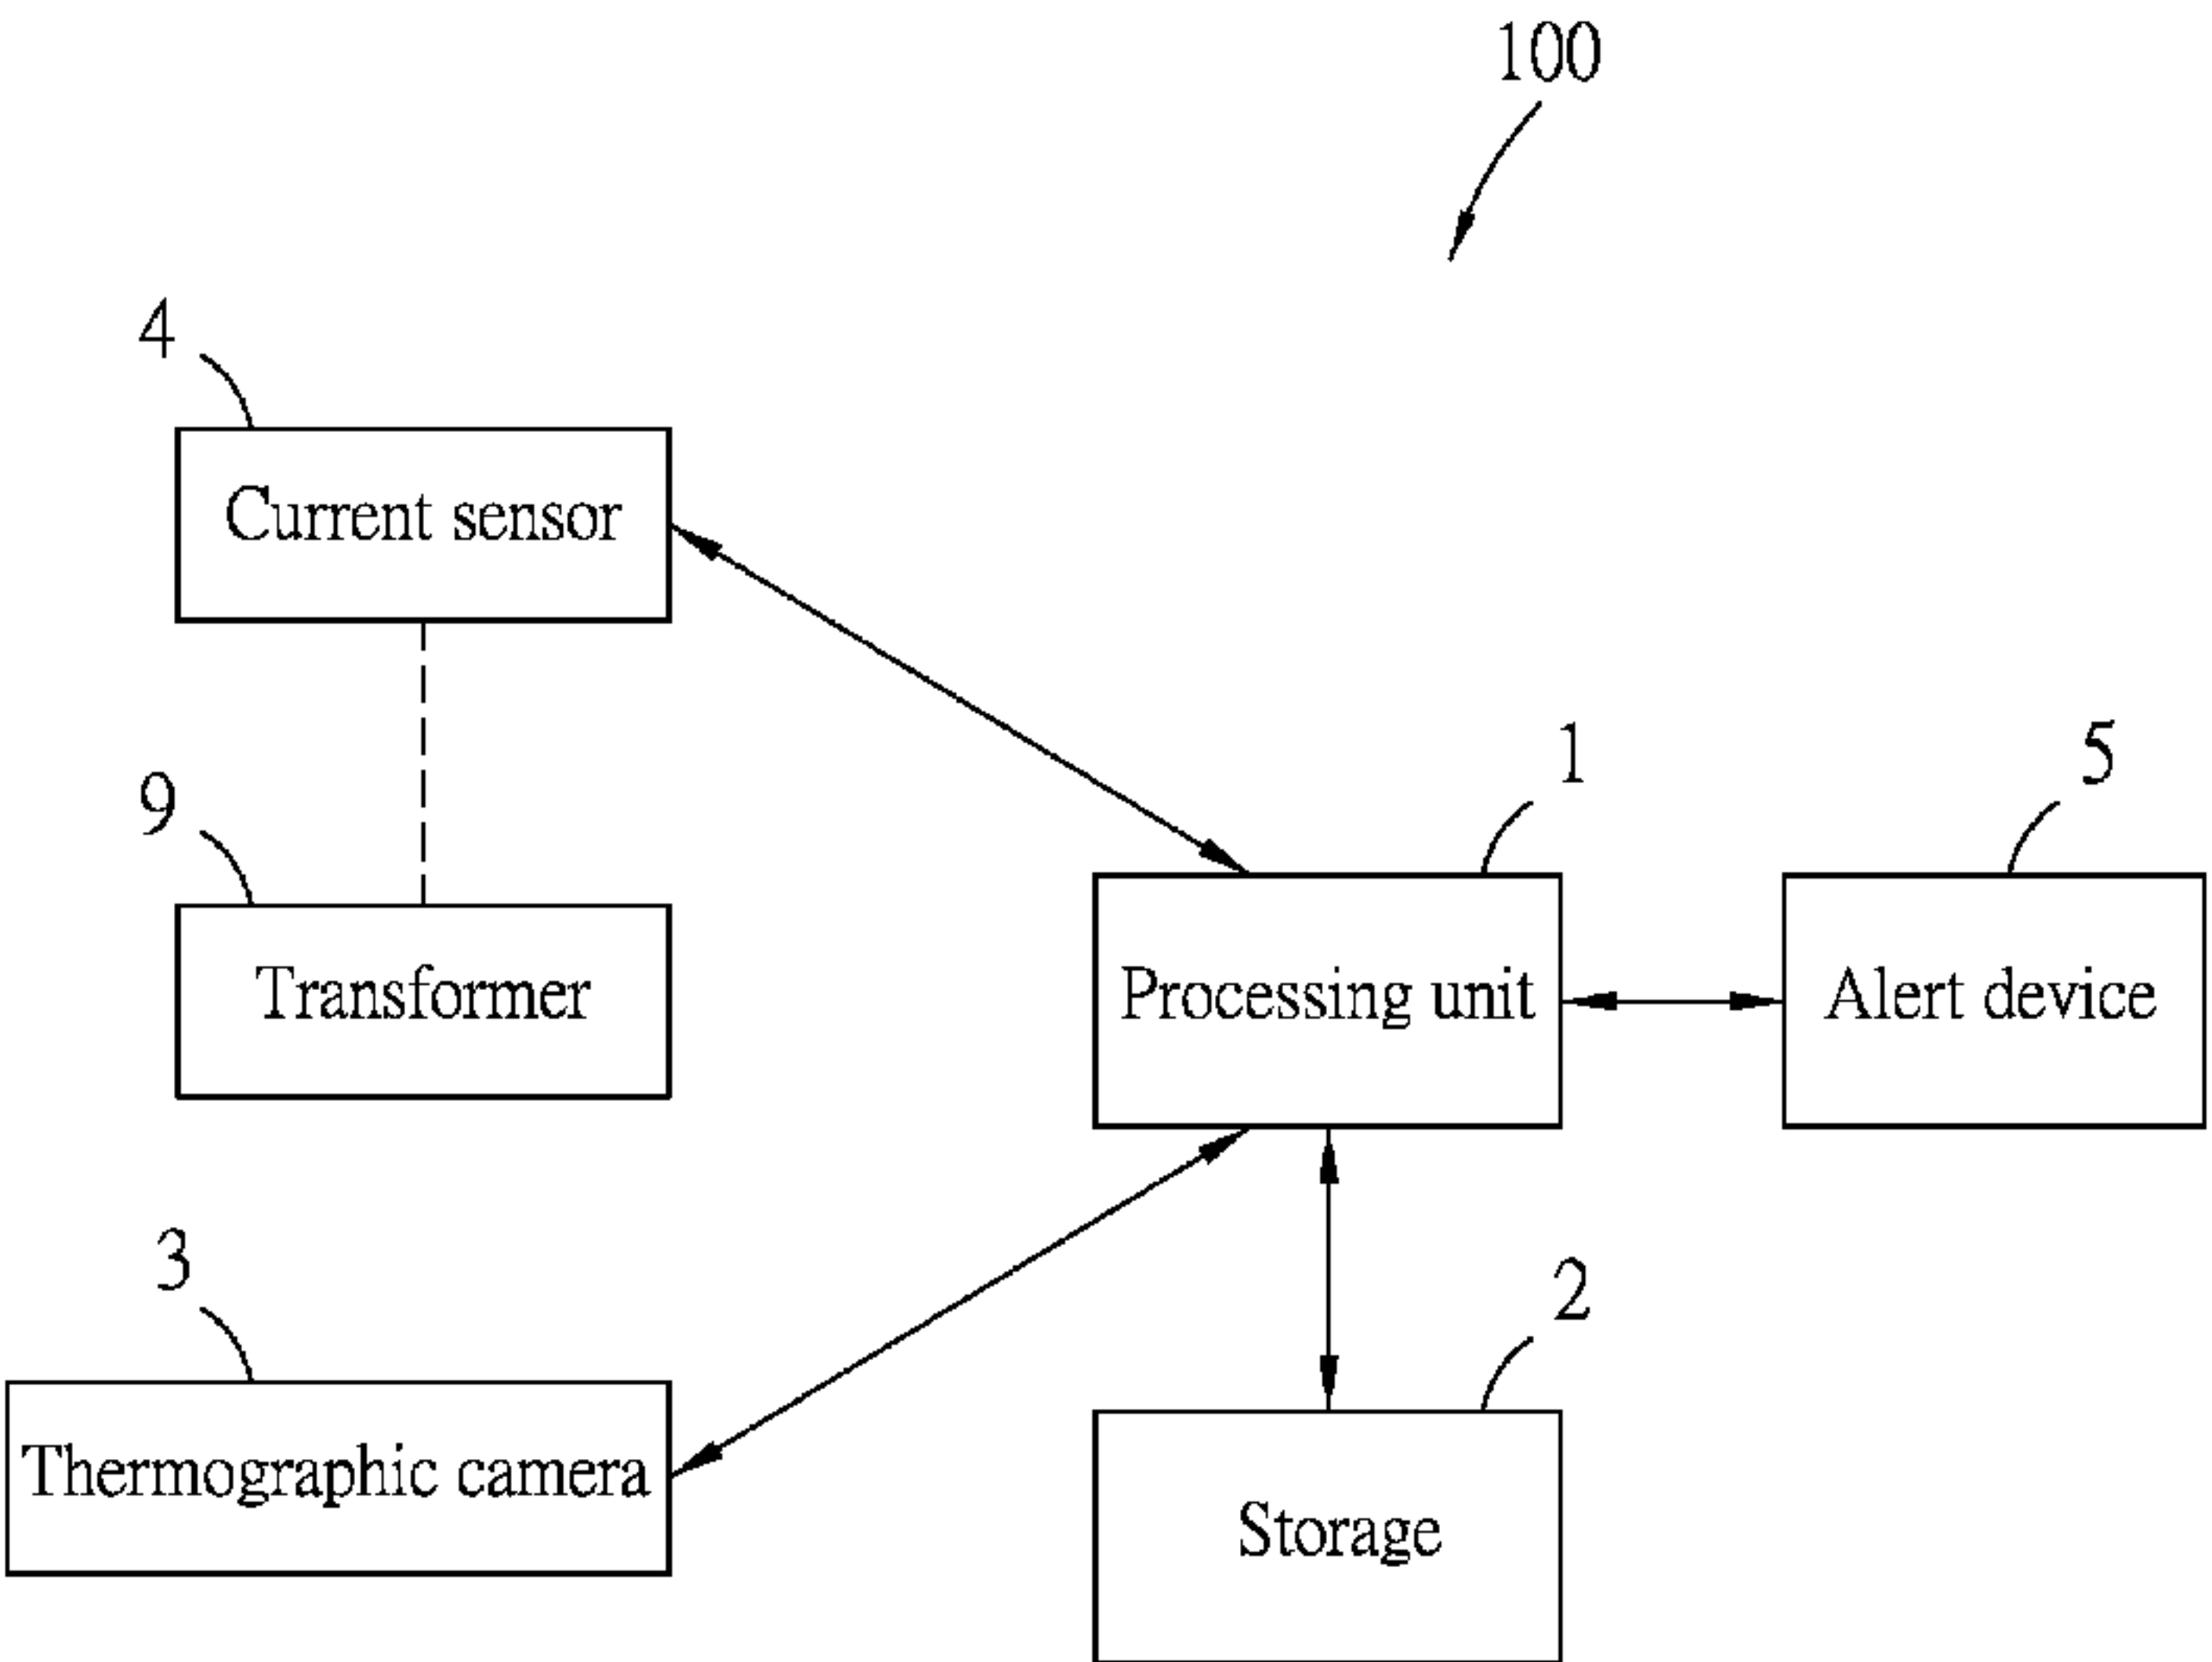 100
4
Current sensor
9
Transformer
1
Processing unit
5
Alert device
3
Thermographic camera
2
Storage